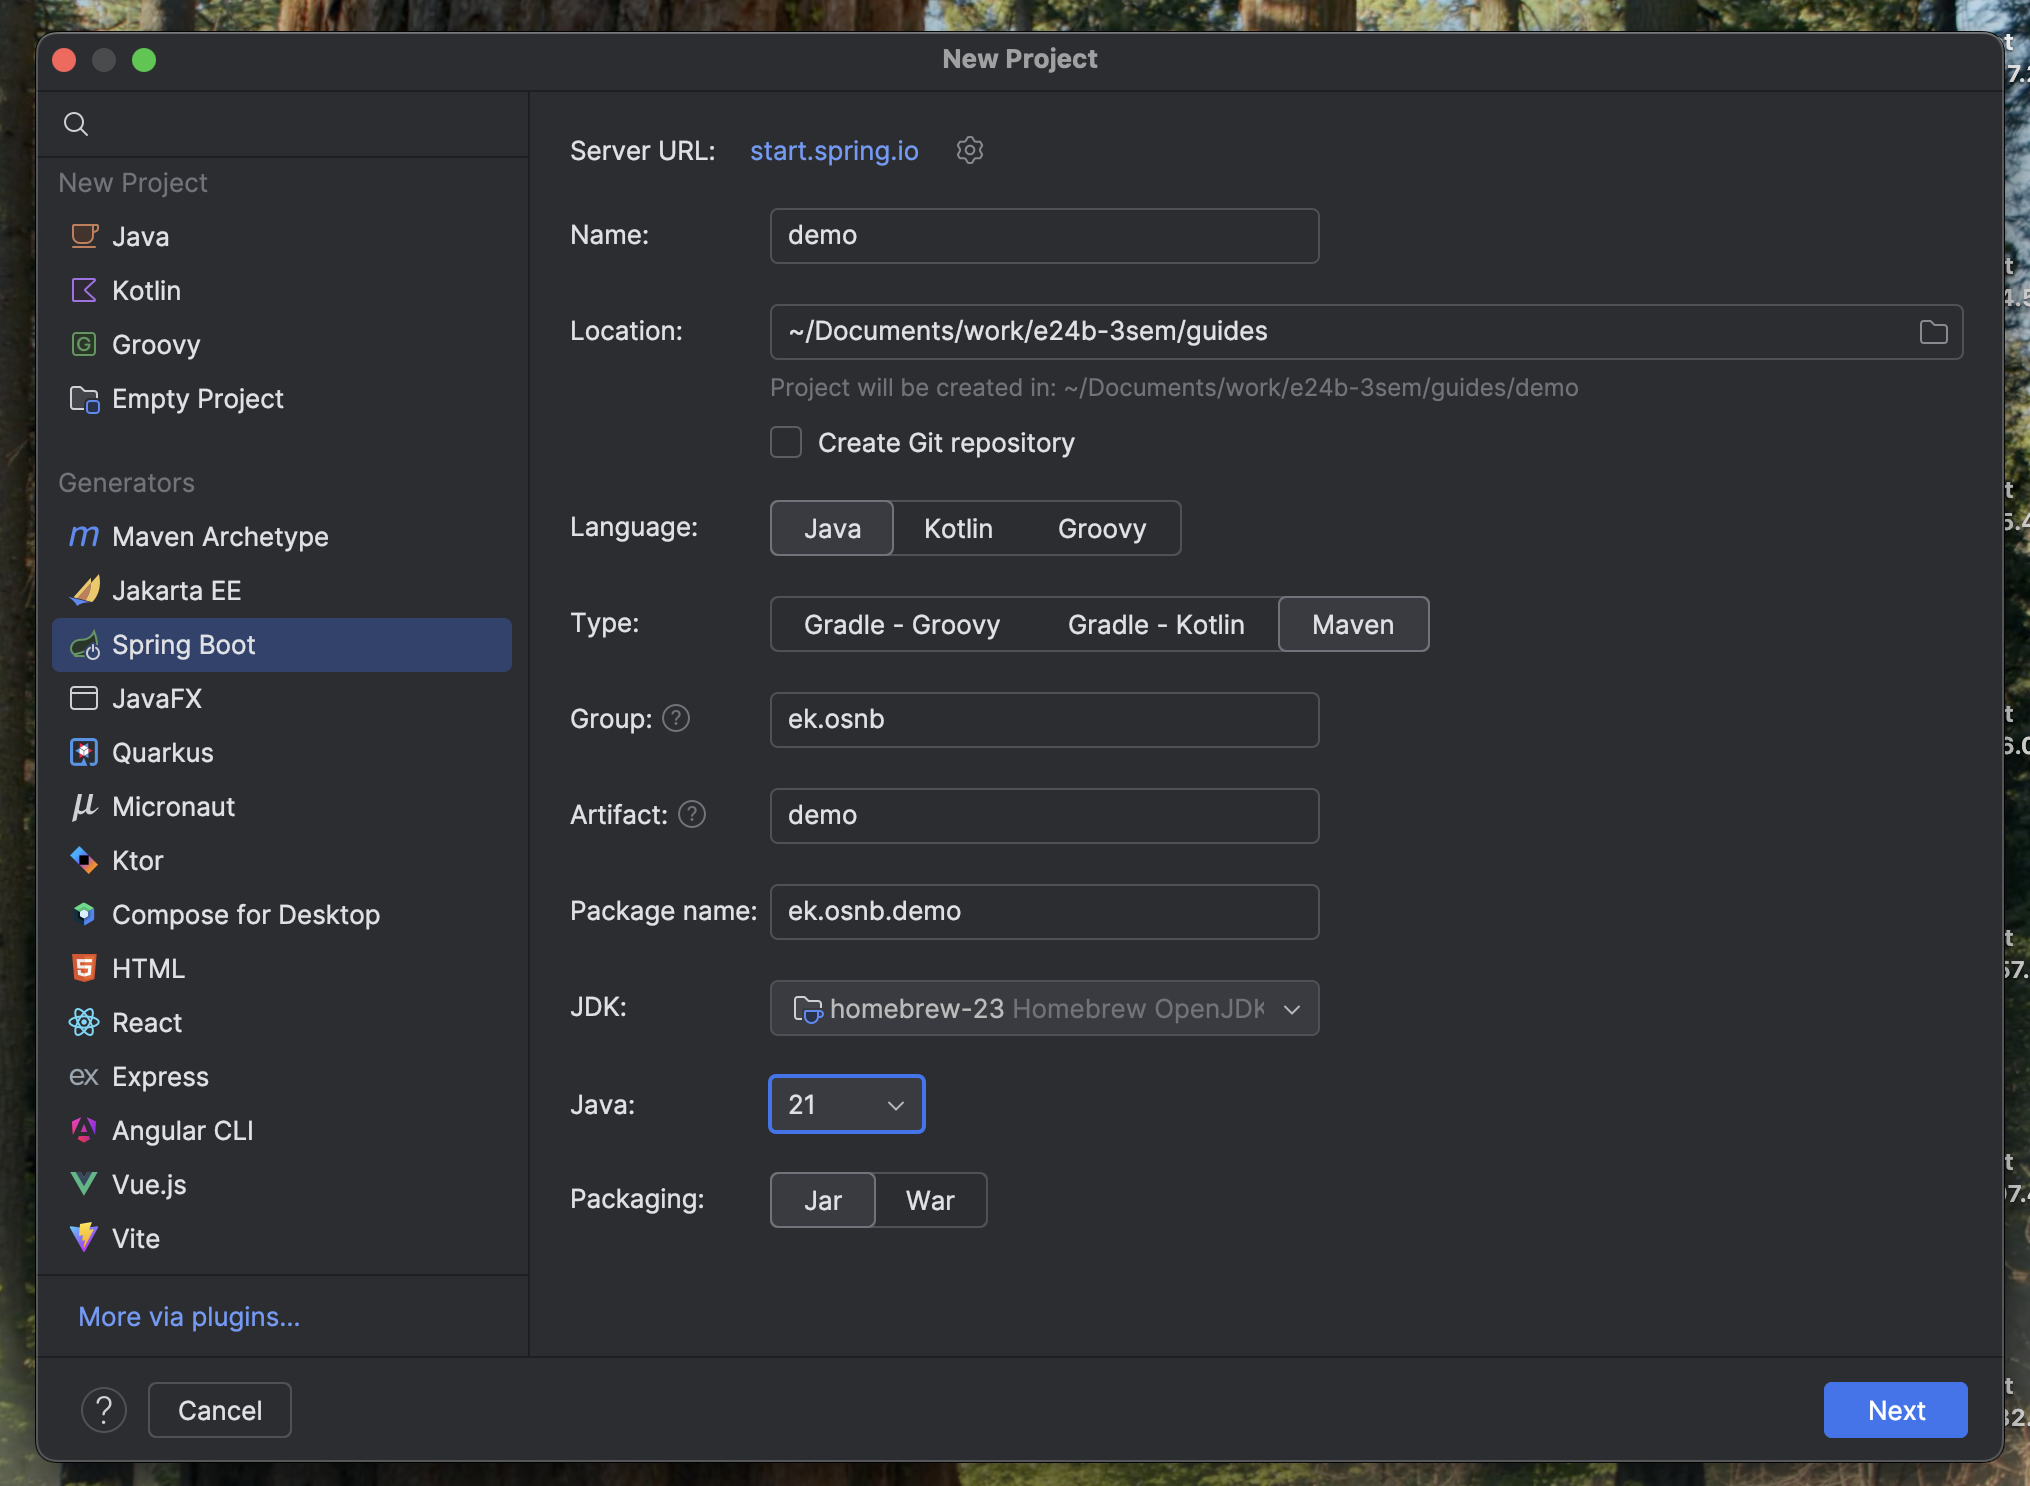 New Project
New Project
Java
Kotlin
Groovy
Empty Project
Generators
Maven Archetype
Jakarta EE
Spring Boot
JavaFX
Quarkus
Micronaut
Ktor
Compose for Desktop
HTML
React
Express
Angular CLI
Vue.js
Vite
More via plugins...
Server URL: start.spring.io
Name: demo
Location: ~/Documents/work/e24b-3sem/guides
Project will be created in: ~/Documents/work/e24b-3sem/guides/demo
Create Git repository
Language: Java Kotlin Groovy
Type: Gradle - Groovy Gradle - Kotlin Maven
Group: ? ek.osnb
Artifact: ? demo
Package name: ek.osnb.demo
JDK: homebrew-23 Homebrew OpenJDK
Java: 21
Packaging: Jar War
? Cancel Next